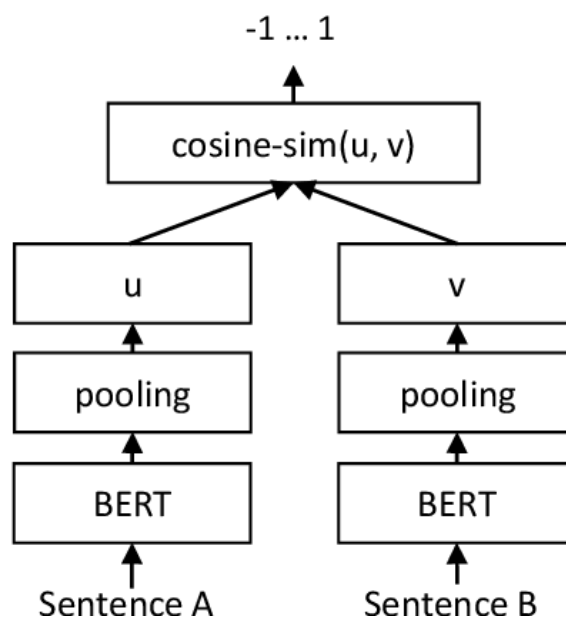 -1 ... 1
cosine-sim(u, v)
u
v
pooling
pooling
BERT
BERT
Sentence A
Sentence B